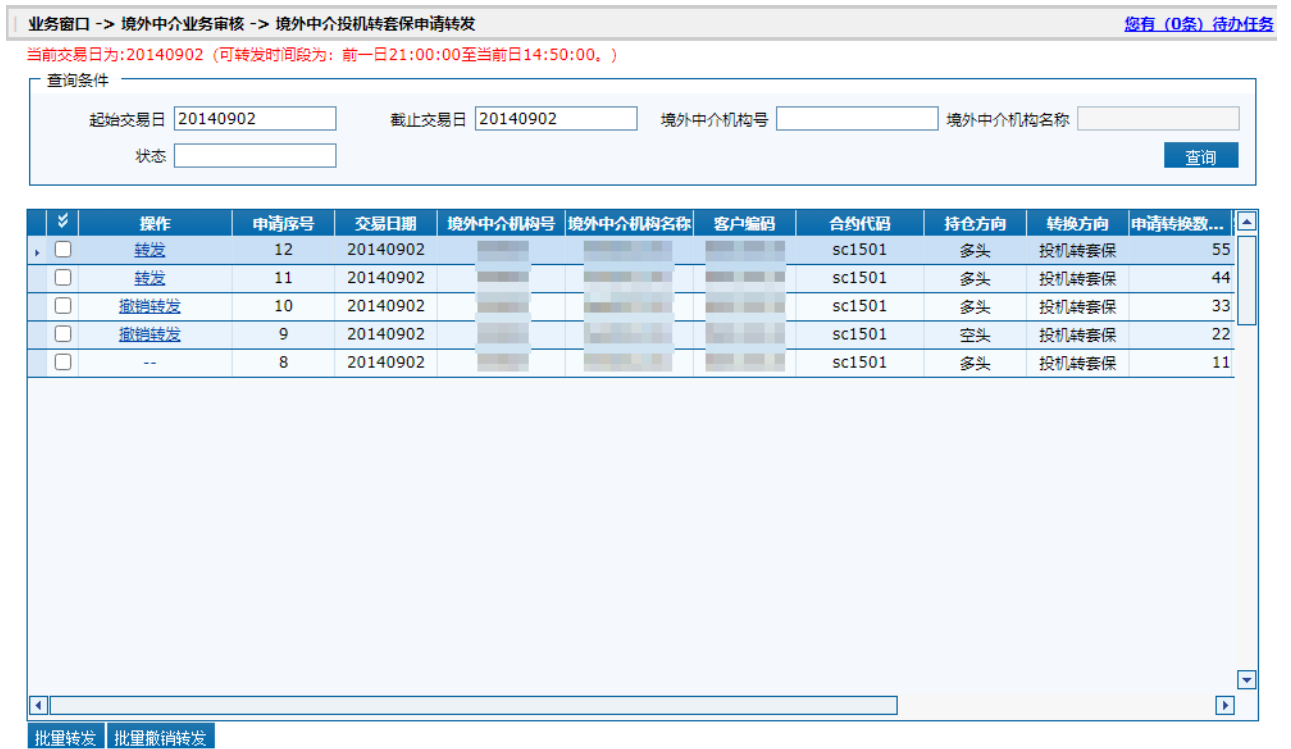 业务窗口 -> 境外中介业务审核 -> 境外中介投机转套保申请转发 您有（0条）待办任务
当前交易日为:20140902（可转发时间段为：前一日21:00:00至当前日14:50:00。）
查询条件
起始交易日 20140902 截止交易日 20140902 境外中介机构号 境外中介机构名称
状态 查询
操作 申请序号 交易日期 境外中介机构号 境外中介机构名称 客户编码 合约代码 持仓方向 转换方向 申请转换数...
转发 12 20140902 sc1501 多头 投机转套保 55
转发 11 20140902 sc1501 多头 投机转套保 44
撤销转发 10 20140902 sc1501 多头 投机转套保 33
撤销转发 9 20140902 sc1501 空头 投机转套保 22
-- 8 20140902 sc1501 多头 投机转套保 11
批量转发 批量撤销转发